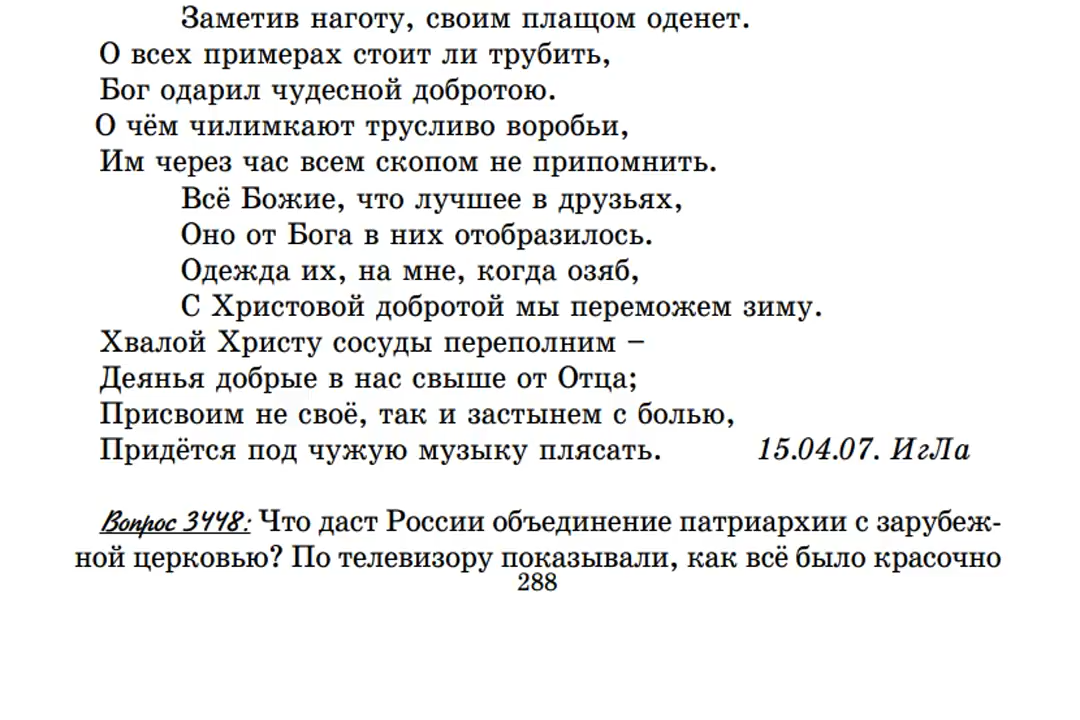 Заметив наготу, своим плащом оденет.
О всех примерах стоит ли трубить,
Бог одарил чудесной добротою.
О чём чилимкают трусливо воробьи,
Им через час всем скопом не припомнить.
Всё Божие, что лучшее в друзьях,
Оно от Бога в них отобразилось.
Одежда их, на мне, когда озяб,
С Христовой добротой мы переможем зиму.
Хвалой Христу сосуды переполним –
Деянья добрые в нас свыше от Отца;
Присвоим не своё, так и застынем с болью,
Придётся под чужую музыку плясать. 15.04.07. ИгЛа
Вопрос 3448: Что даст России объединение патриархии с зарубеж-
ной церковью? По телевизору показывали, как всё было красочно
288